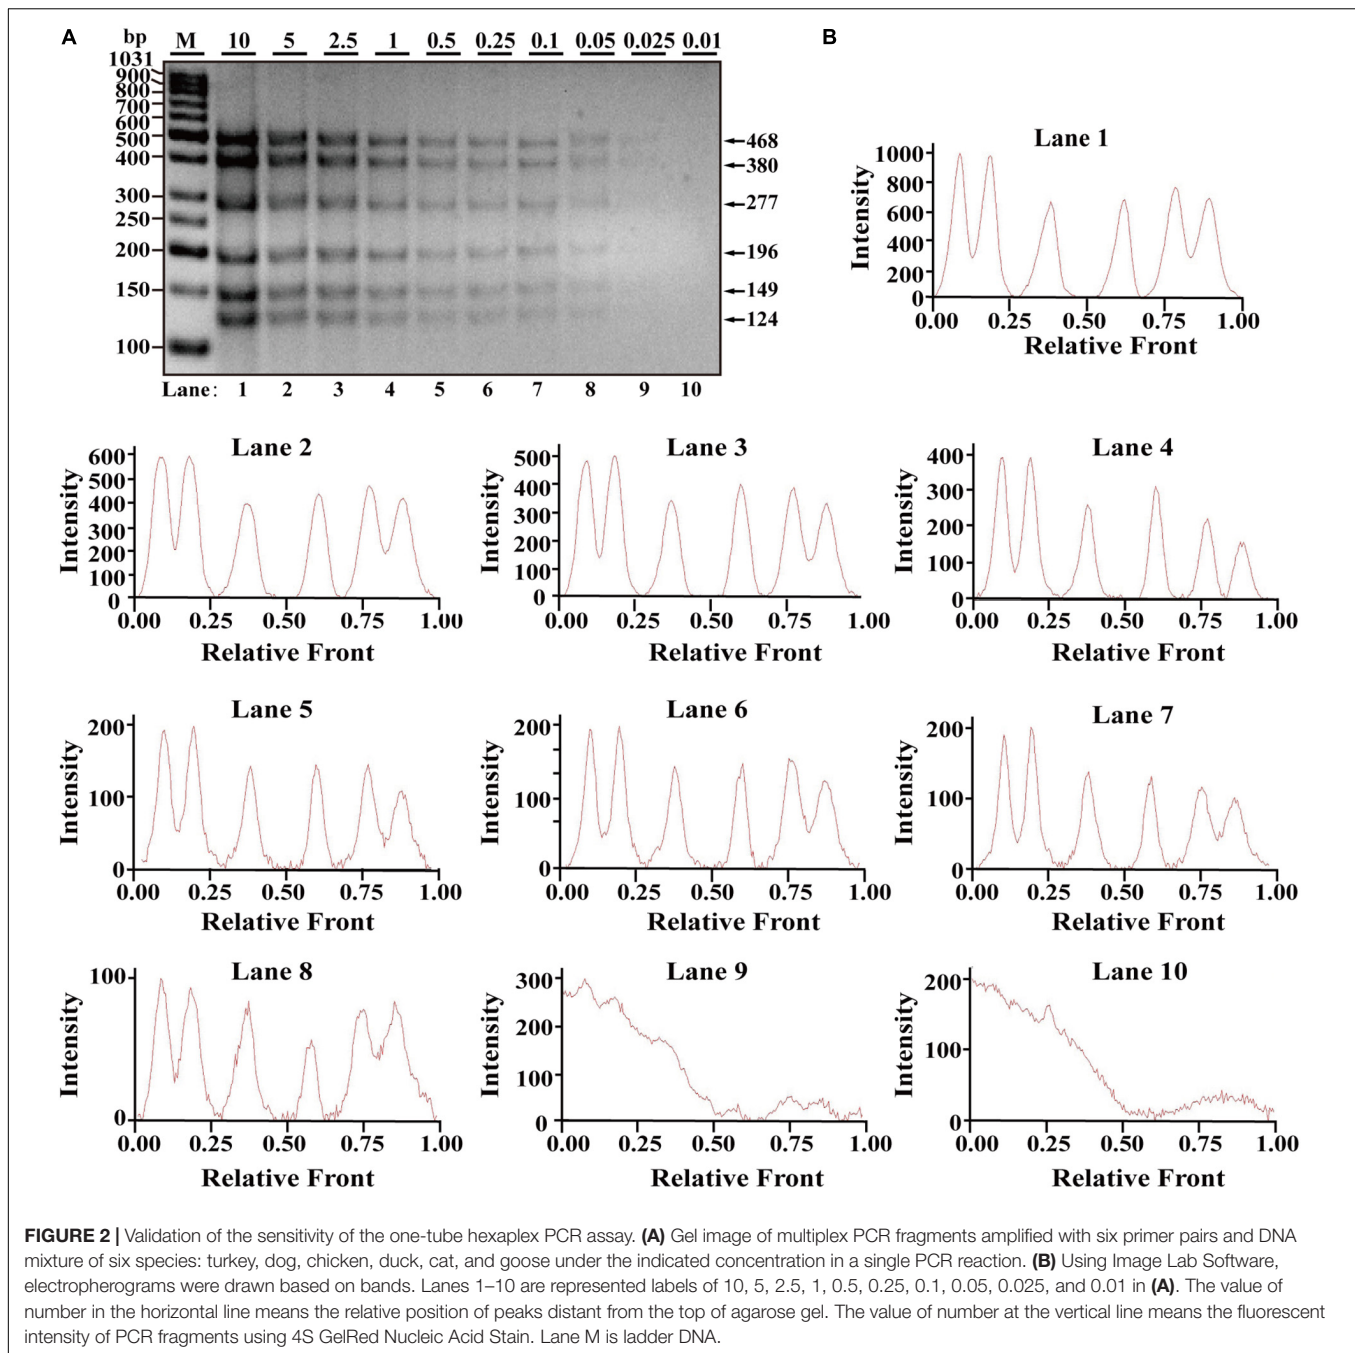 A
bp M 10 5 2.5 1 0.5 0.25 0.1 0.05 0.025 0.01
1031
900
800
700
600
500
400
300
250
200
150
100
468
380
277
196
149
124
Lane: 1 2 3 4 5 6 7 8 9 10
B
Lane 1
Intensity
1000
800
600
400
200
0
0.00 0.25 0.50 0.75 1.00
Relative Front
Lane 2
Intensity
600
500
400
300
200
100
0
0.00 0.25 0.50 0.75 1.00
Relative Front
Lane 3
Intensity
500
400
300
200
100
0
0.00 0.25 0.50 0.75 1.00
Relative Front
Lane 4
Intensity
400
300
200
100
0
0.00 0.25 0.50 0.75 1.00
Relative Front
Lane 5
Intensity
200
100
0
0.00 0.25 0.50 0.75 1.00
Relative Front
Lane 6
Intensity
200
100
0
0.00 0.25 0.50 0.75 1.00
Relative Front
Lane 7
Intensity
200
100
0
0.00 0.25 0.50 0.75 1.00
Relative Front
Lane 8
Intensity
100
0
0.00 0.25 0.50 0.75 1.00
Relative Front
Lane 9
Intensity
300
200
100
0
0.00 0.25 0.50 0.75 1.00
Relative Front
Lane 10
Intensity
200
100
0
0.00 0.25 0.50 0.75 1.00
Relative Front
FIGURE 2 | Validation of the sensitivity of the one-tube hexaplex PCR assay. (A) Gel image of multiplex PCR fragments amplified with six primer pairs and DNA
mixture of six species: turkey, dog, chicken, duck, cat, and goose under the indicated concentration in a single PCR reaction. (B) Using Image Lab Software,
electropherograms were drawn based on bands. Lanes 1–10 are represented labels of 10, 5, 2.5, 1, 0.5, 0.25, 0.1, 0.05, 0.025, and 0.01 in (A). The value of
number in the horizontal line means the relative position of peaks distant from the top of agarose gel. The value of number at the vertical line means the fluorescent
intensity of PCR fragments using 4S GelRed Nucleic Acid Stain. Lane M is ladder DNA.